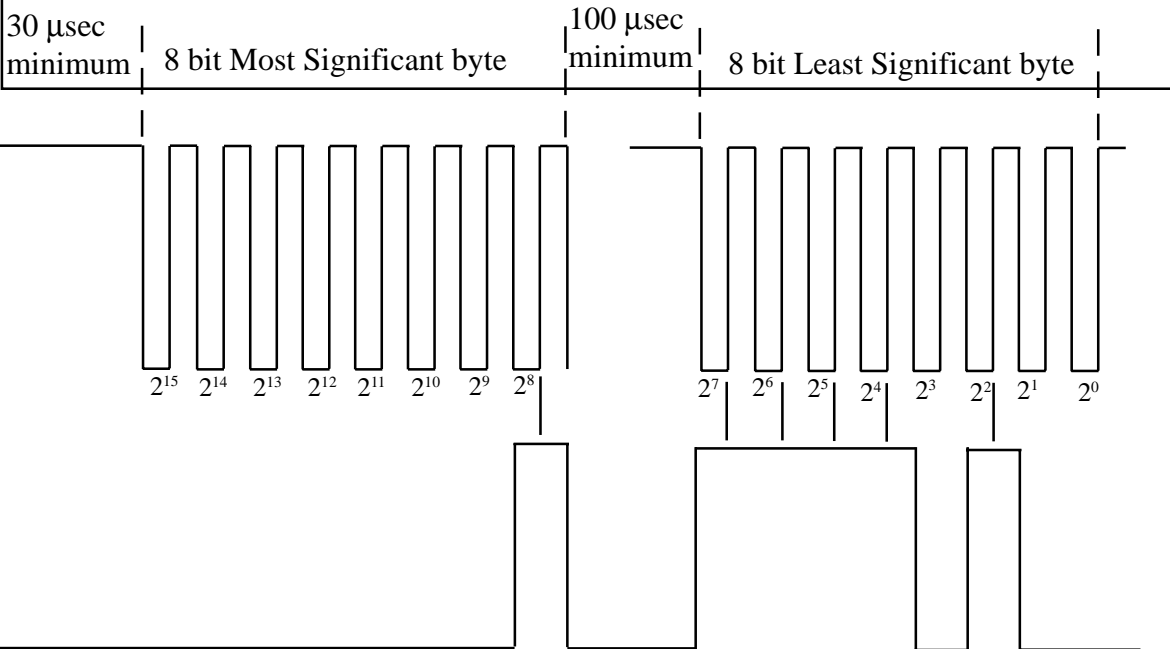 30 μsec
minimum
8 bit Most Significant byte
100 μsec
minimum
8 bit Least Significant byte
2¹⁵ 2¹⁴ 2¹³ 2¹² 2¹¹ 2¹⁰ 2⁹ 2⁸ 2⁷ 2⁶ 2⁵ 2⁴ 2³ 2² 2¹ 2⁰